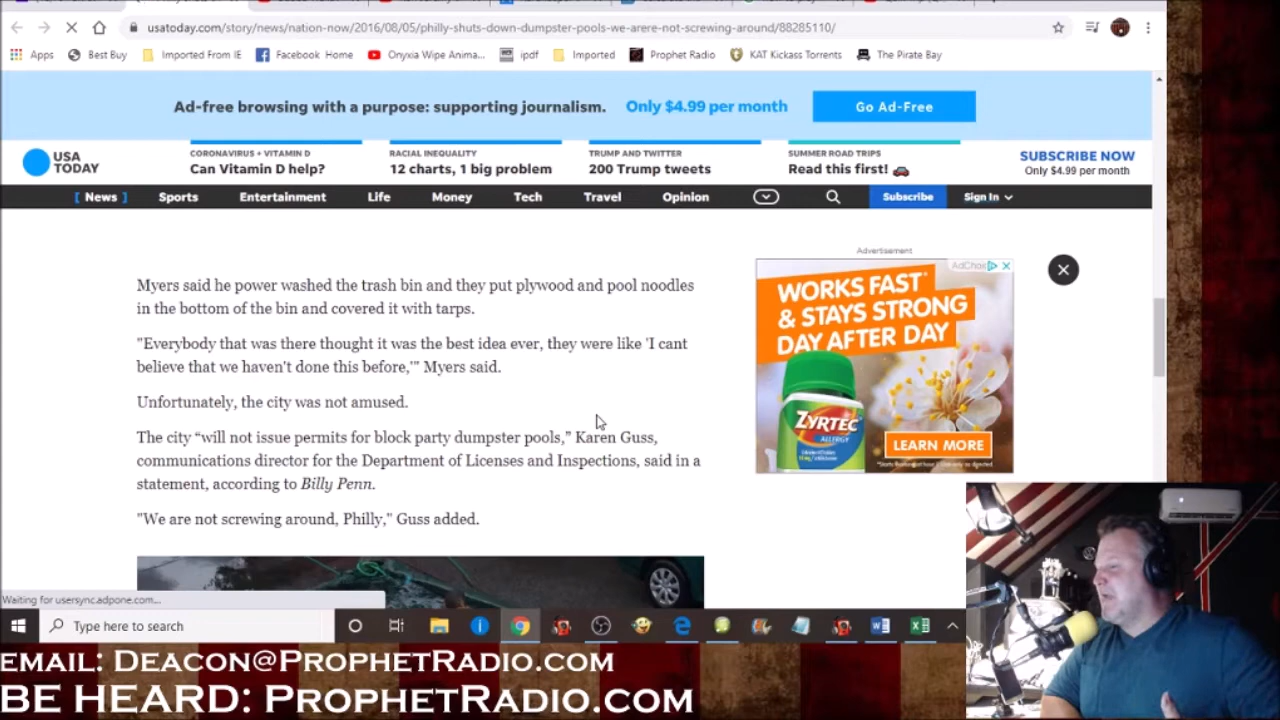 usatoday.com/story/news/nation-now/2016/08/05/philly-shuts-down-dumpster-pools-we-arere-not-screwing-around/88285110/
Apps Best Buy Imported From IE Facebook Home Onyxia Wipe Anima... ipdf Imported Prophet Radio KAT Kickass Torrents The Pirate Bay
Ad-free browsing with a purpose: supporting journalism. Only $4.99 per month Go Ad-Free
USA
TODAY
CORONAVIRUS + VITAMIN D
Can Vitamin D help?
RACIAL INEQUALITY
12 charts, 1 big problem
TRUMP AND TWITTER
200 Trump tweets
SUMMER ROAD TRIPS
Read this first!
SUBSCRIBE NOW
Only $4.99 per month
[ News ] Sports Entertainment Life Money Tech Travel Opinion Subscribe Sign In
Myers said he power washed the trash bin and they put plywood and pool noodles
in the bottom of the bin and covered it with tarps.
"Everybody that was there thought it was the best idea ever, they were like 'I cant
believe that we haven't done this before,'" Myers said.
Unfortunately, the city was not amused.
The city “will not issue permits for block party dumpster pools,” Karen Guss,
communications director for the Department of Licenses and Inspections, said in a
statement, according to Billy Penn.
"We are not screwing around, Philly," Guss added.
Advertisement
AdChoic
WORKS FAST*
& STAYS STRONG
DAY AFTER DAY
ZYRTEC
ALLERGY
LEARN MORE
Waiting for usersync.adpone.com...
Type here to search
EMAIL: DEACON@PROPHETRADIO.COM
BE HEARD: PROPHETRADIO.COM